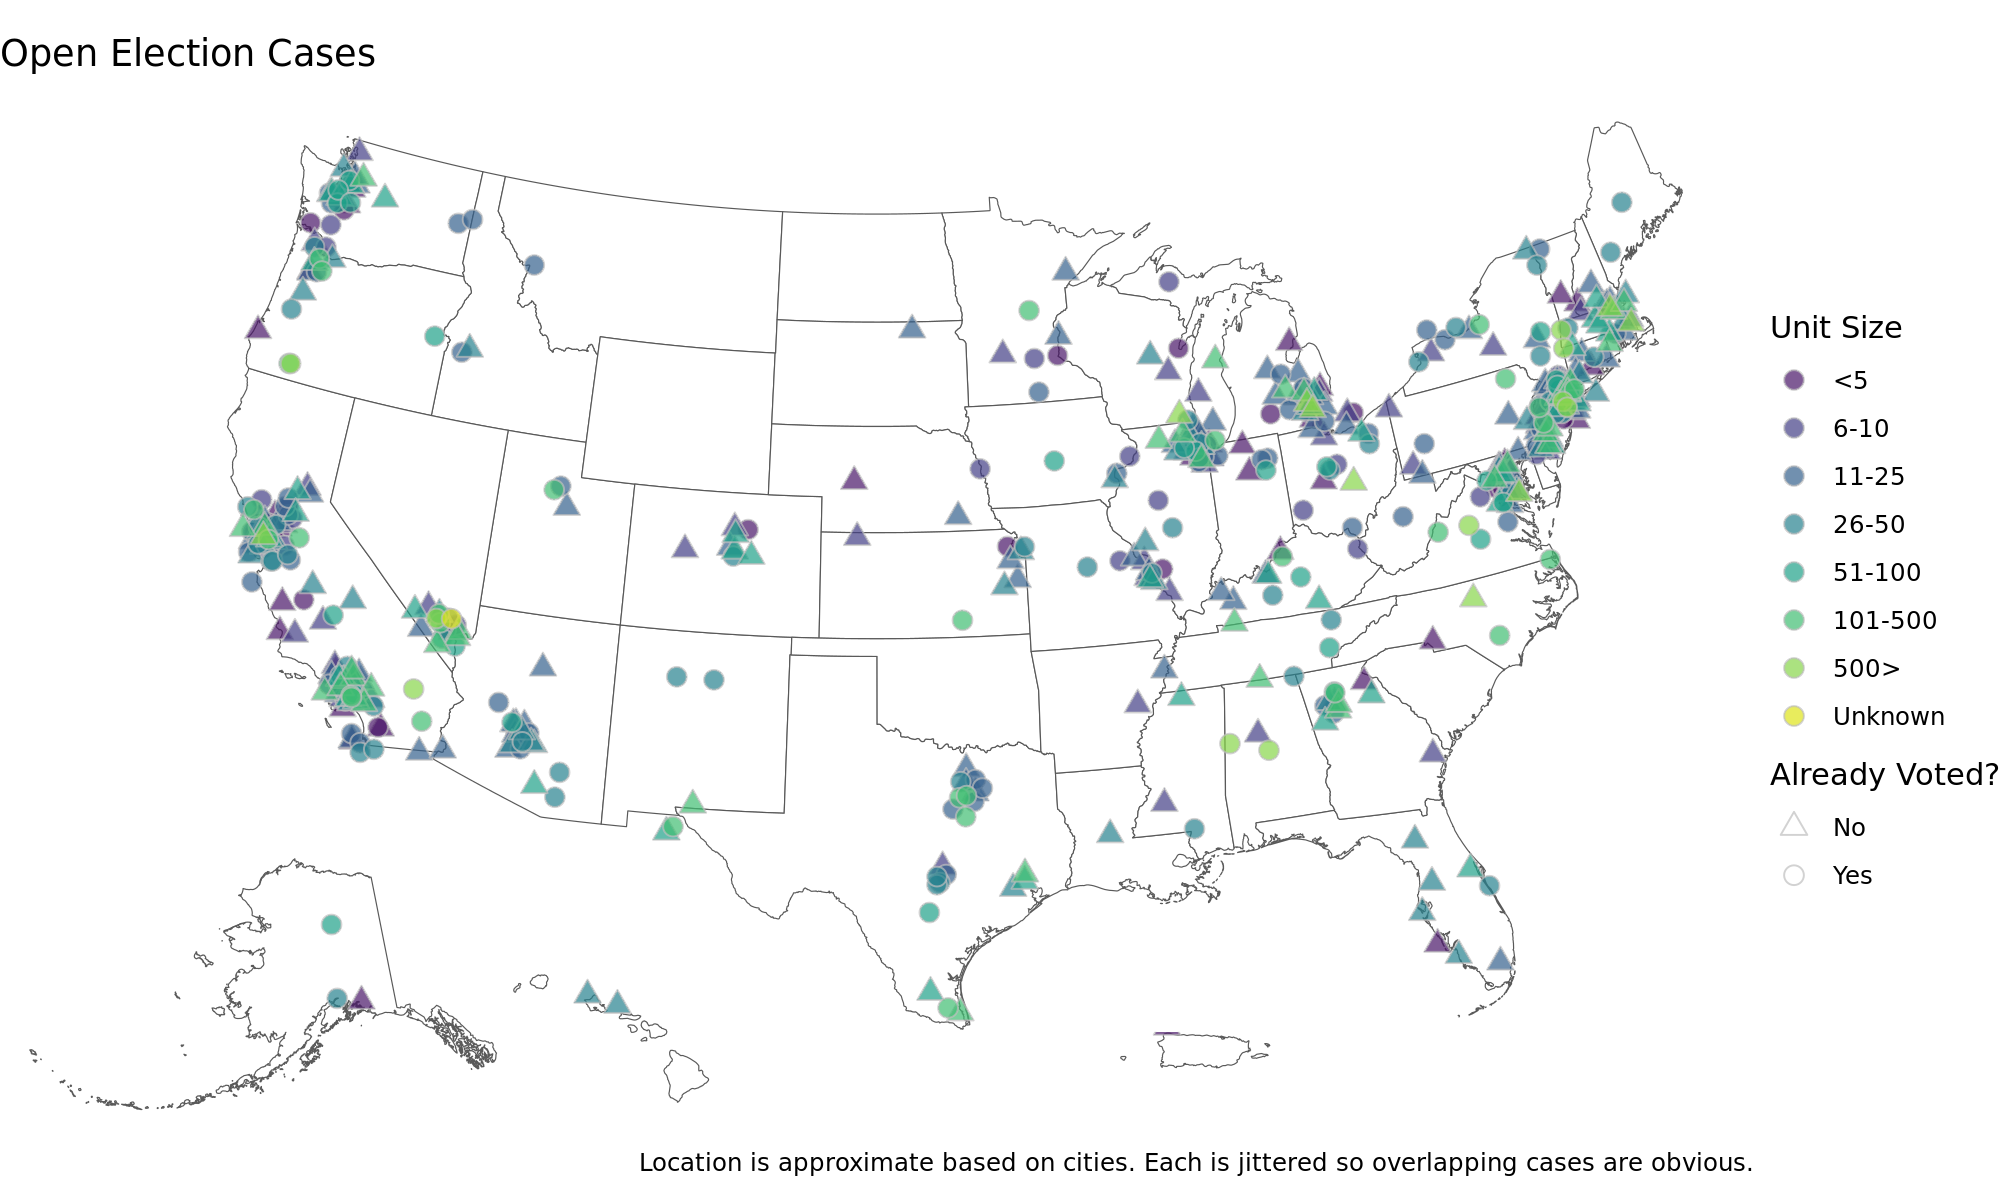 Open Election Cases
Unit Size
<5
6-10
11-25
26-50
51-100
101-500
500>
Unknown
Already Voted?
No
Yes
Location is approximate based on cities. Each is jittered so overlapping cases are obvious.